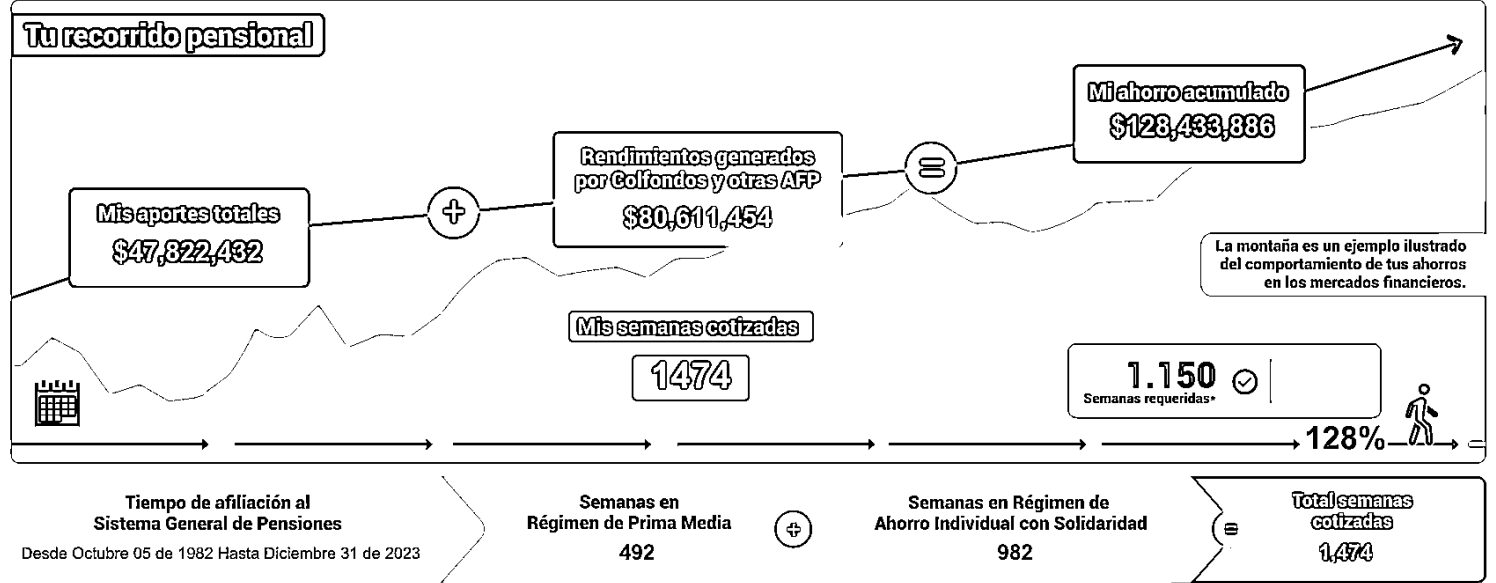 Tu recorrido pensional
Mi ahorro acumulado
$128,433,886
Rendimientos generados
por Colfondos y otras AFP
$80,611,454
Mis aportes totales
$47,822,432
La montaña es un ejemplo ilustrado
del comportamiento de tus ahorros
en los mercados financieros.
Mis semanas cotizadas
1474
1.150
Semanas requeridas*
128%
Tiempo de afiliación al
Sistema General de Pensiones
Desde Octubre 05 de 1982 Hasta Diciembre 31 de 2023
Semanas en
Régimen de Prima Media
492
Semanas en Régimen de
Ahorro Individual con Solidaridad
982
Total semanas
cotizadas
1,474